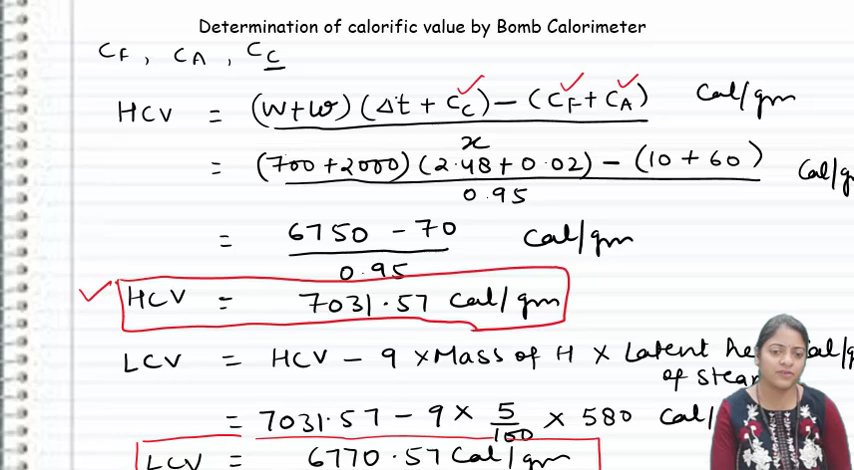 Determination of calorific value by Bomb Calorimeter
CF, CA, CC
HCV = (W+w)(Δt + CC) – (CF + CA) Cal/gm
x
= (700 + 2000)(2.48 + 0.02) – (10 + 60) Cal/g
0.95
= 6750 – 70 Cal/gm
0.95
HCV = 7031.57 Cal/gm
LCV = HCV – 9 × Mass of H × Latent He al/g
of Stea
= 7031.57 – 9 × 5/100 × 580 Cal/
LCV = 6770.57 Cal/gm